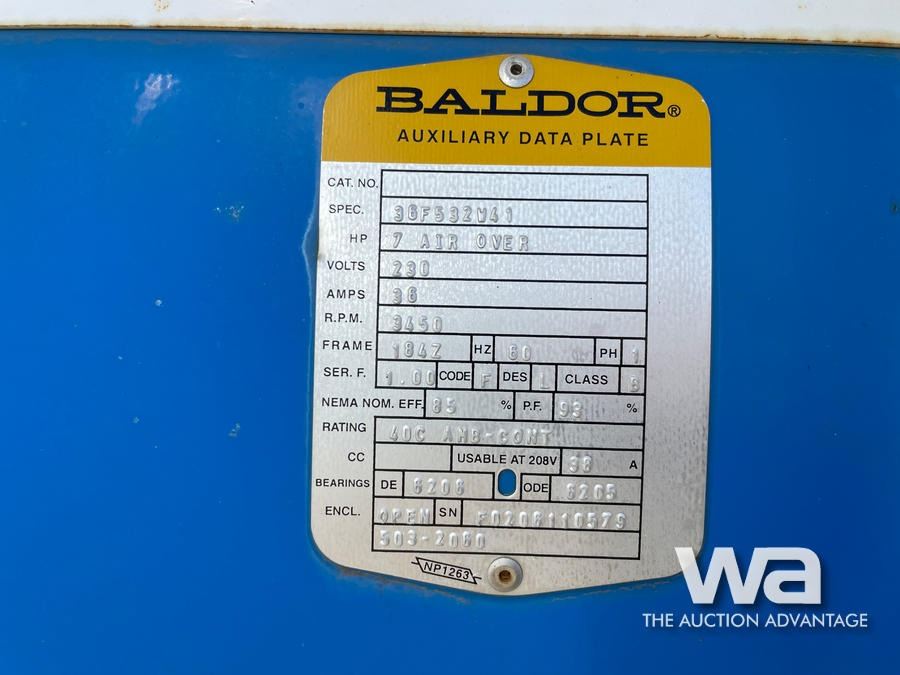 BALDOR®
AUXILIARY DATA PLATE
CAT. NO.
SPEC. 36F532W41
HP 7 AIR OVER
VOLTS 230
AMPS 36
R.P.M. 3450
FRAME 184Z HZ 60 PH 1
SER. F. 1.00 CODE F DES L CLASS B
NEMA NOM. EFF. 85 % P.F. 93 %
RATING 40C AMB-CONT
CC USABLE AT 208V 38 A
BEARINGS DE 6206 ODE 6205
ENCL. OPEN SN F0206110579
503-2060
NP1263
wa
THE AUCTION ADVANTAGE